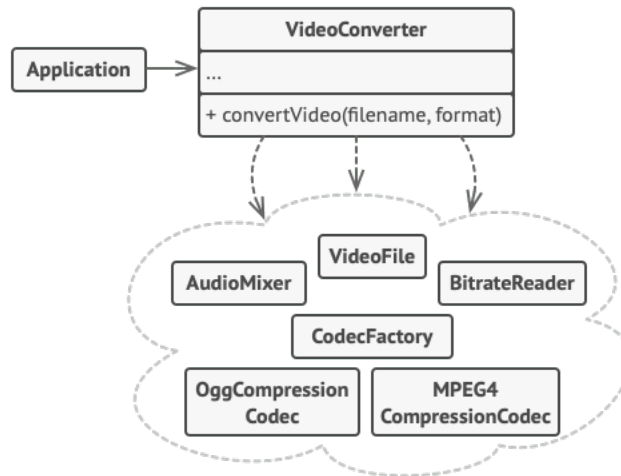 VideoConverter
Application
...
+ convertVideo(filename, format)
VideoFile
AudioMixer
BitrateReader
CodecFactory
OggCompression
Codec
MPEG4
CompressionCodec